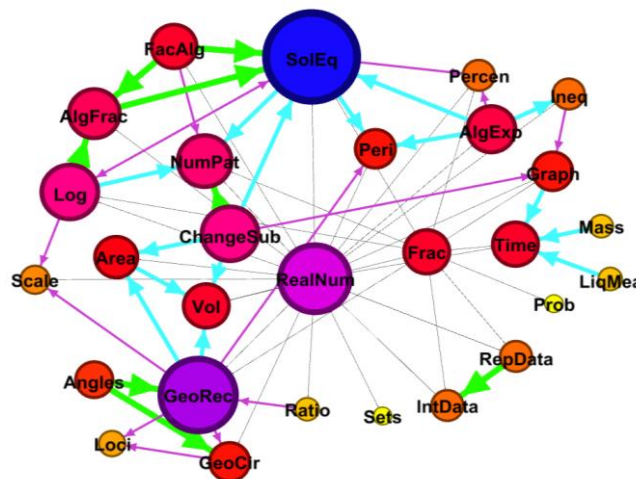 FacAlg
SolEq
Percen
Ineq
AlgFrac
AlgExp
NumPat
Peri
Graph
Log
ChangeSub
Mass
Area
Frac
Time
Scale
RealNum
LiqMea
Vol
Prob
RepData
Angles
GeoRec
Ratio
Sets
IntData
Loci
GeoCir